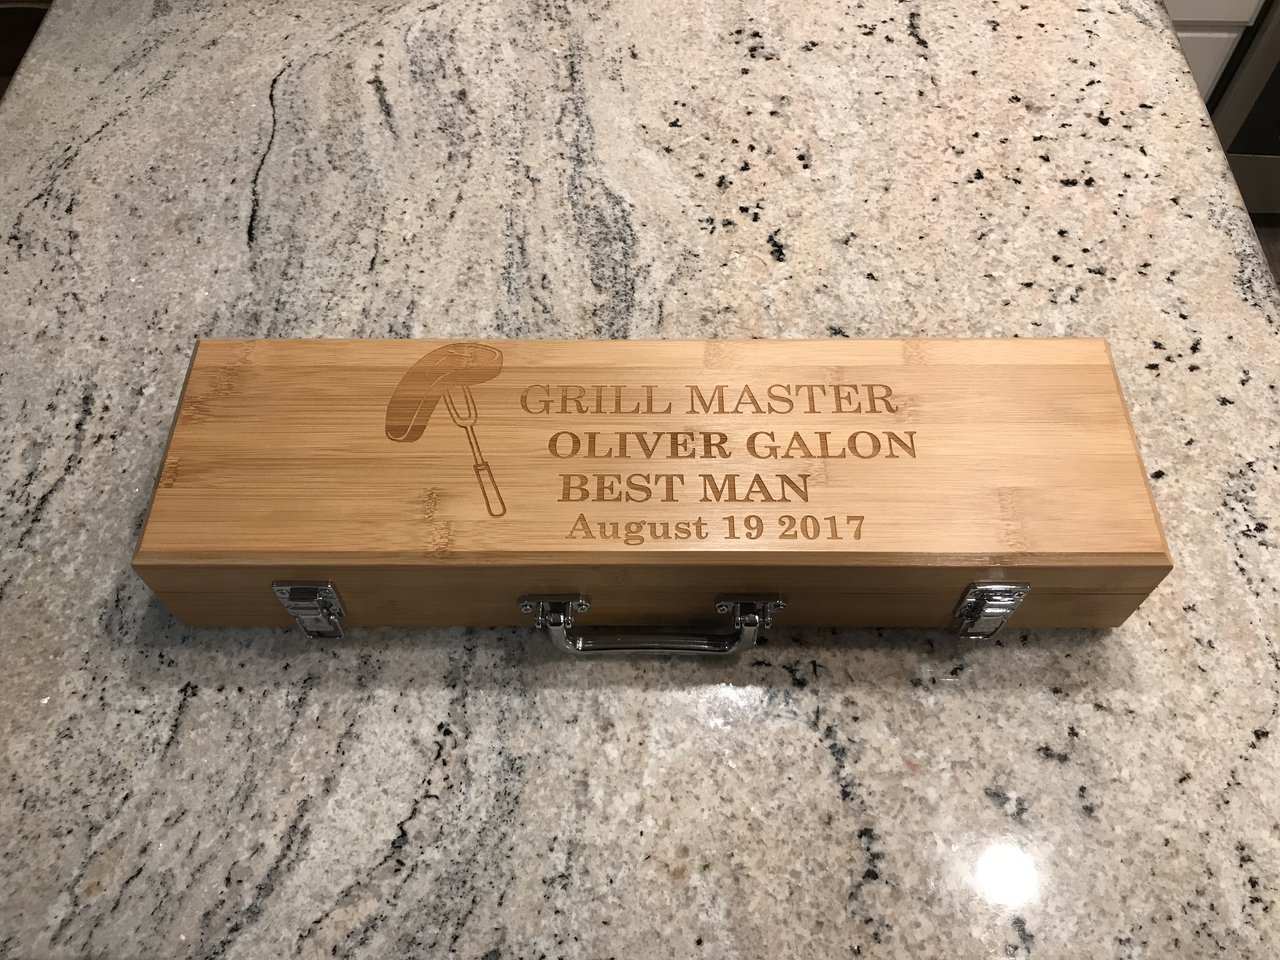 GRILL MASTER
OLIVER GALON
BEST MAN
August 19 2017